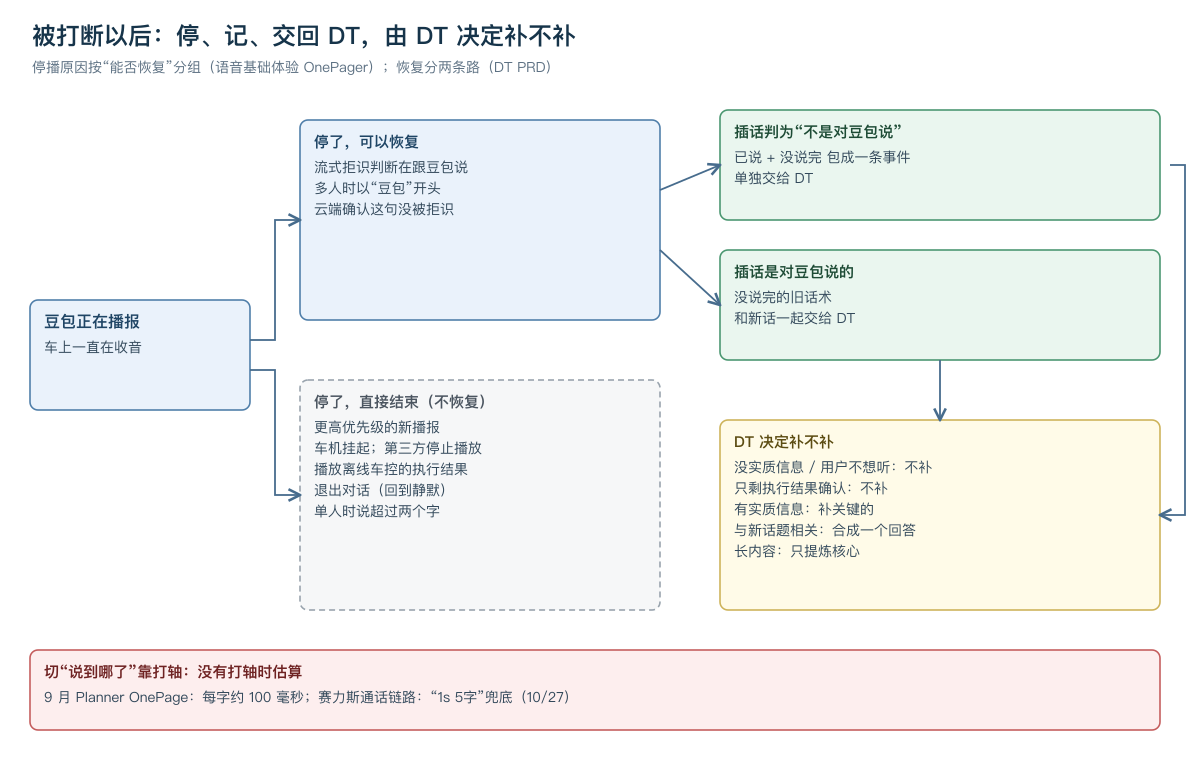 被打断以后：停、记、交回 DT，由 DT 决定补不补
停播原因按“能否恢复”分组（语音基础体验 OnePager）；恢复分两条路（DT PRD）
豆包正在播报
车上一直在收音
停了，可以恢复
流式拒识判断在跟豆包说
多人时以“豆包”开头
云端确认这句没被拒识
停了，直接结束（不恢复）
更高优先级的新播报
车机挂起；第三方停止播放
播放离线车控的执行结果
退出对话（回到静默）
单人时说超过两个字
插话判为“不是对豆包说”
已说 + 没说完 包成一条事件
单独交给 DT
插话是对豆包说的
没说完的旧话术
和新话一起交给 DT
DT 决定补不补
没实质信息 / 用户不想听：不补
只剩执行结果确认：不补
有实质信息：补关键的
与新话题相关：合成一个回答
长内容：只提炼核心
切“说到哪了”靠打轴：没有打轴时估算
9 月 Planner OnePage：每字约 100 毫秒；赛力斯通话链路：“1s 5字”兜底（10/27）